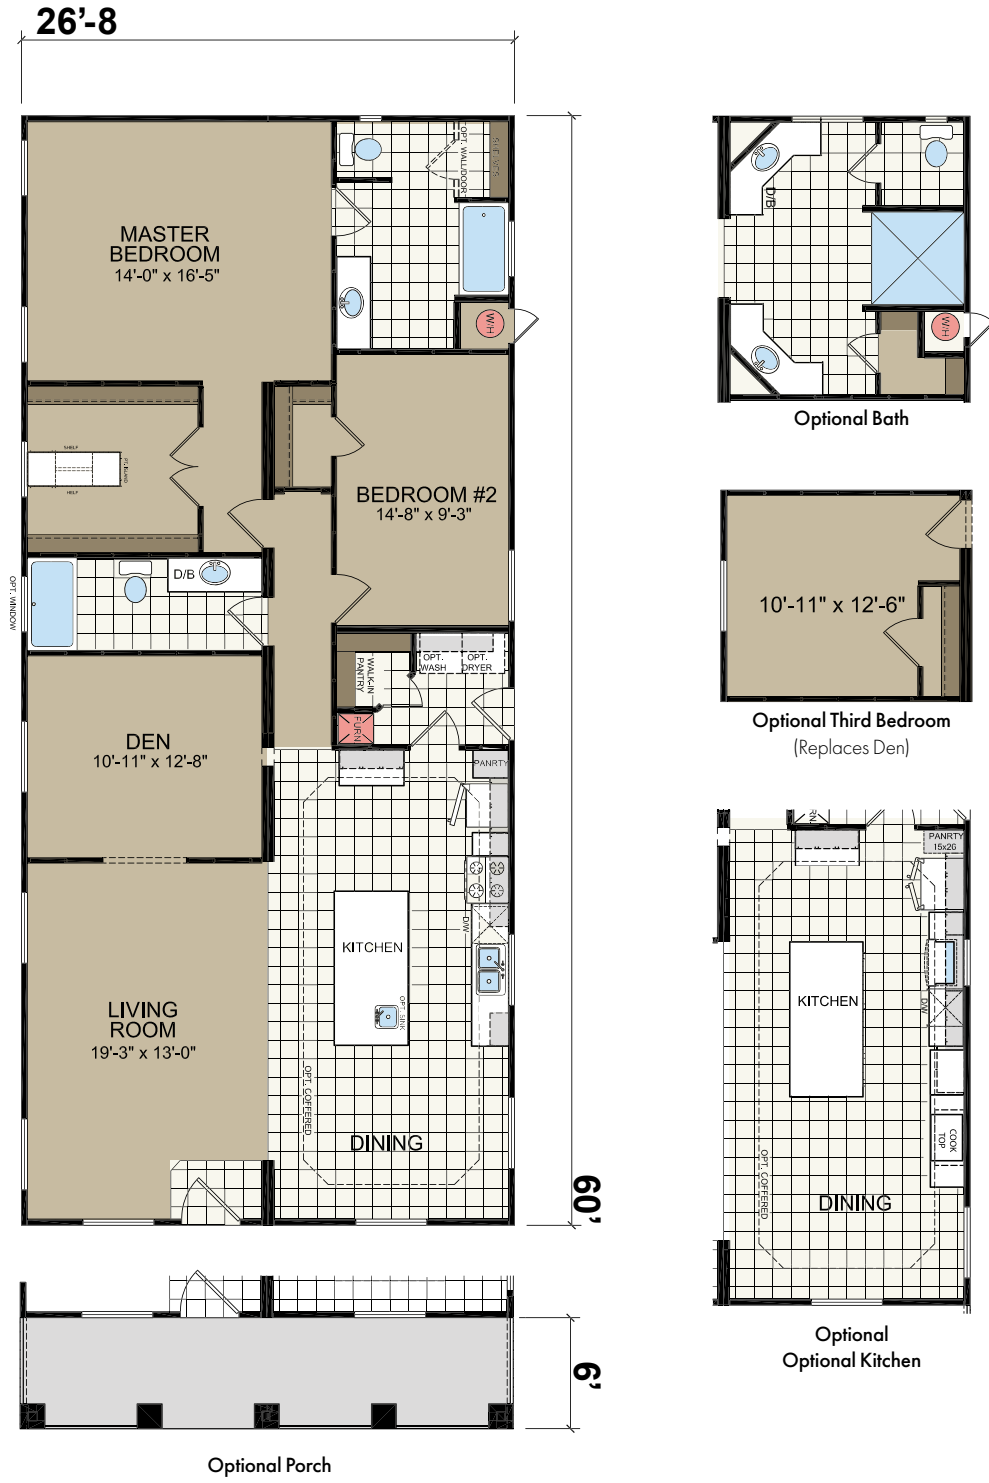 26'-8
MASTER
BEDROOM
14'-0" x 16'-5"
OPT. WALL/DOOR
SHELVES
W/H
SHELF
BEDROOM #2
14'-8" x 9'-3"
D/B
OPT. WINDOW
WALK-IN
PANTRY
OPT.
WASH
OPT.
DRYER
FURN
DEN
10'-11" x 12'-8"
PANRTY
D/W
KITCHEN
OPT. SINK
LIVING
ROOM
19'-3" x 13'-0"
OPT. COFFERED
DINING
60'
6'
Optional Porch
D/B
W/H
Optional Bath
10'-11" x 12'-6"
Optional Third Bedroom
(Replaces Den)
PANRTY
15x26
D/W
KITCHEN
COOK
TOP
OPT. COFFERED
DINING
Optional
Optional Kitchen